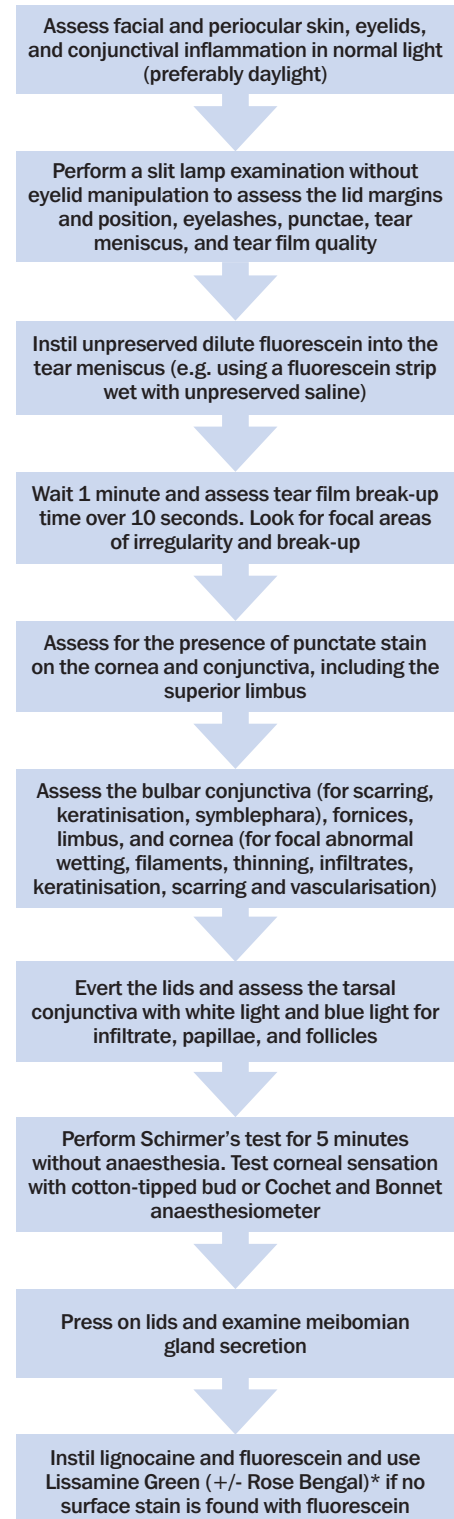 Assess facial and periocular skin, eyelids,
and conjunctival inflammation in normal light
(preferably daylight)
Perform a slit lamp examination without
eyelid manipulation to assess the lid margins
and position, eyelashes, punctae, tear
meniscus, and tear film quality
Instil unpreserved dilute fluorescein into the
tear meniscus (e.g. using a fluorescein strip
wet with unpreserved saline)
Wait 1 minute and assess tear film break-up
time over 10 seconds. Look for focal areas
of irregularity and break-up
Assess for the presence of punctate stain
on the cornea and conjunctiva, including the
superior limbus
Assess the bulbar conjunctiva (for scarring,
keratinisation, symblephara), fornices,
limbus, and cornea (for focal abnormal
wetting, filaments, thinning, infiltrates,
keratinisation, scarring and vascularisation)
Evert the lids and assess the tarsal
conjunctiva with white light and blue light for
infiltrate, papillae, and follicles
Perform Schirmer's test for 5 minutes
without anaesthesia. Test corneal sensation
with cotton-tipped bud or Cochet and Bonnet
anaesthesiometer
Press on lids and examine meibomian
gland secretion
Instil lignocaine and fluorescein and use
Lissamine Green (+/- Rose Bengal)* if no
surface stain is found with fluorescein